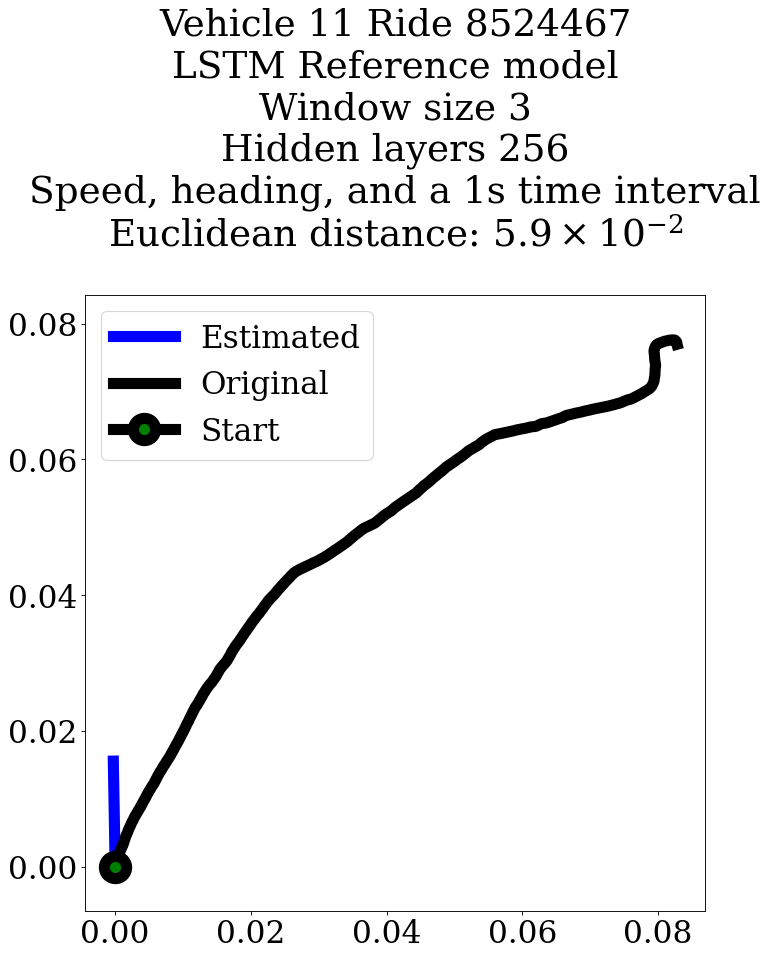 Vehicle 11 Ride 8524467
LSTM Reference model
Window size 3
Hidden layers 256
Speed, heading, and a 1s time interval
Euclidean distance: 5.9 × 10⁻²
Estimated
Original
Start
0.08
0.06
0.04
0.02
0.00
0.00 0.02 0.04 0.06 0.08